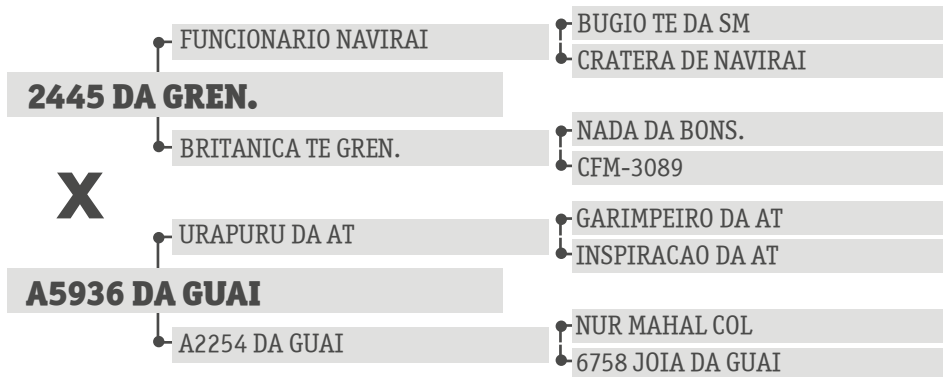 FUNCIONARIO NAVIRAI
BUGIO TE DA SM
CRATERA DE NAVIRAI
2445 DA GREN.
BRITANICA TE GREN.
NADA DA BONS.
CFM-3089
X
URAPURU DA AT
GARIMPEIRO DA AT
INSPIRACAO DA AT
A5936 DA GUAI
A2254 DA GUAI
NUR MAHAL COL
6758 JOIA DA GUAI